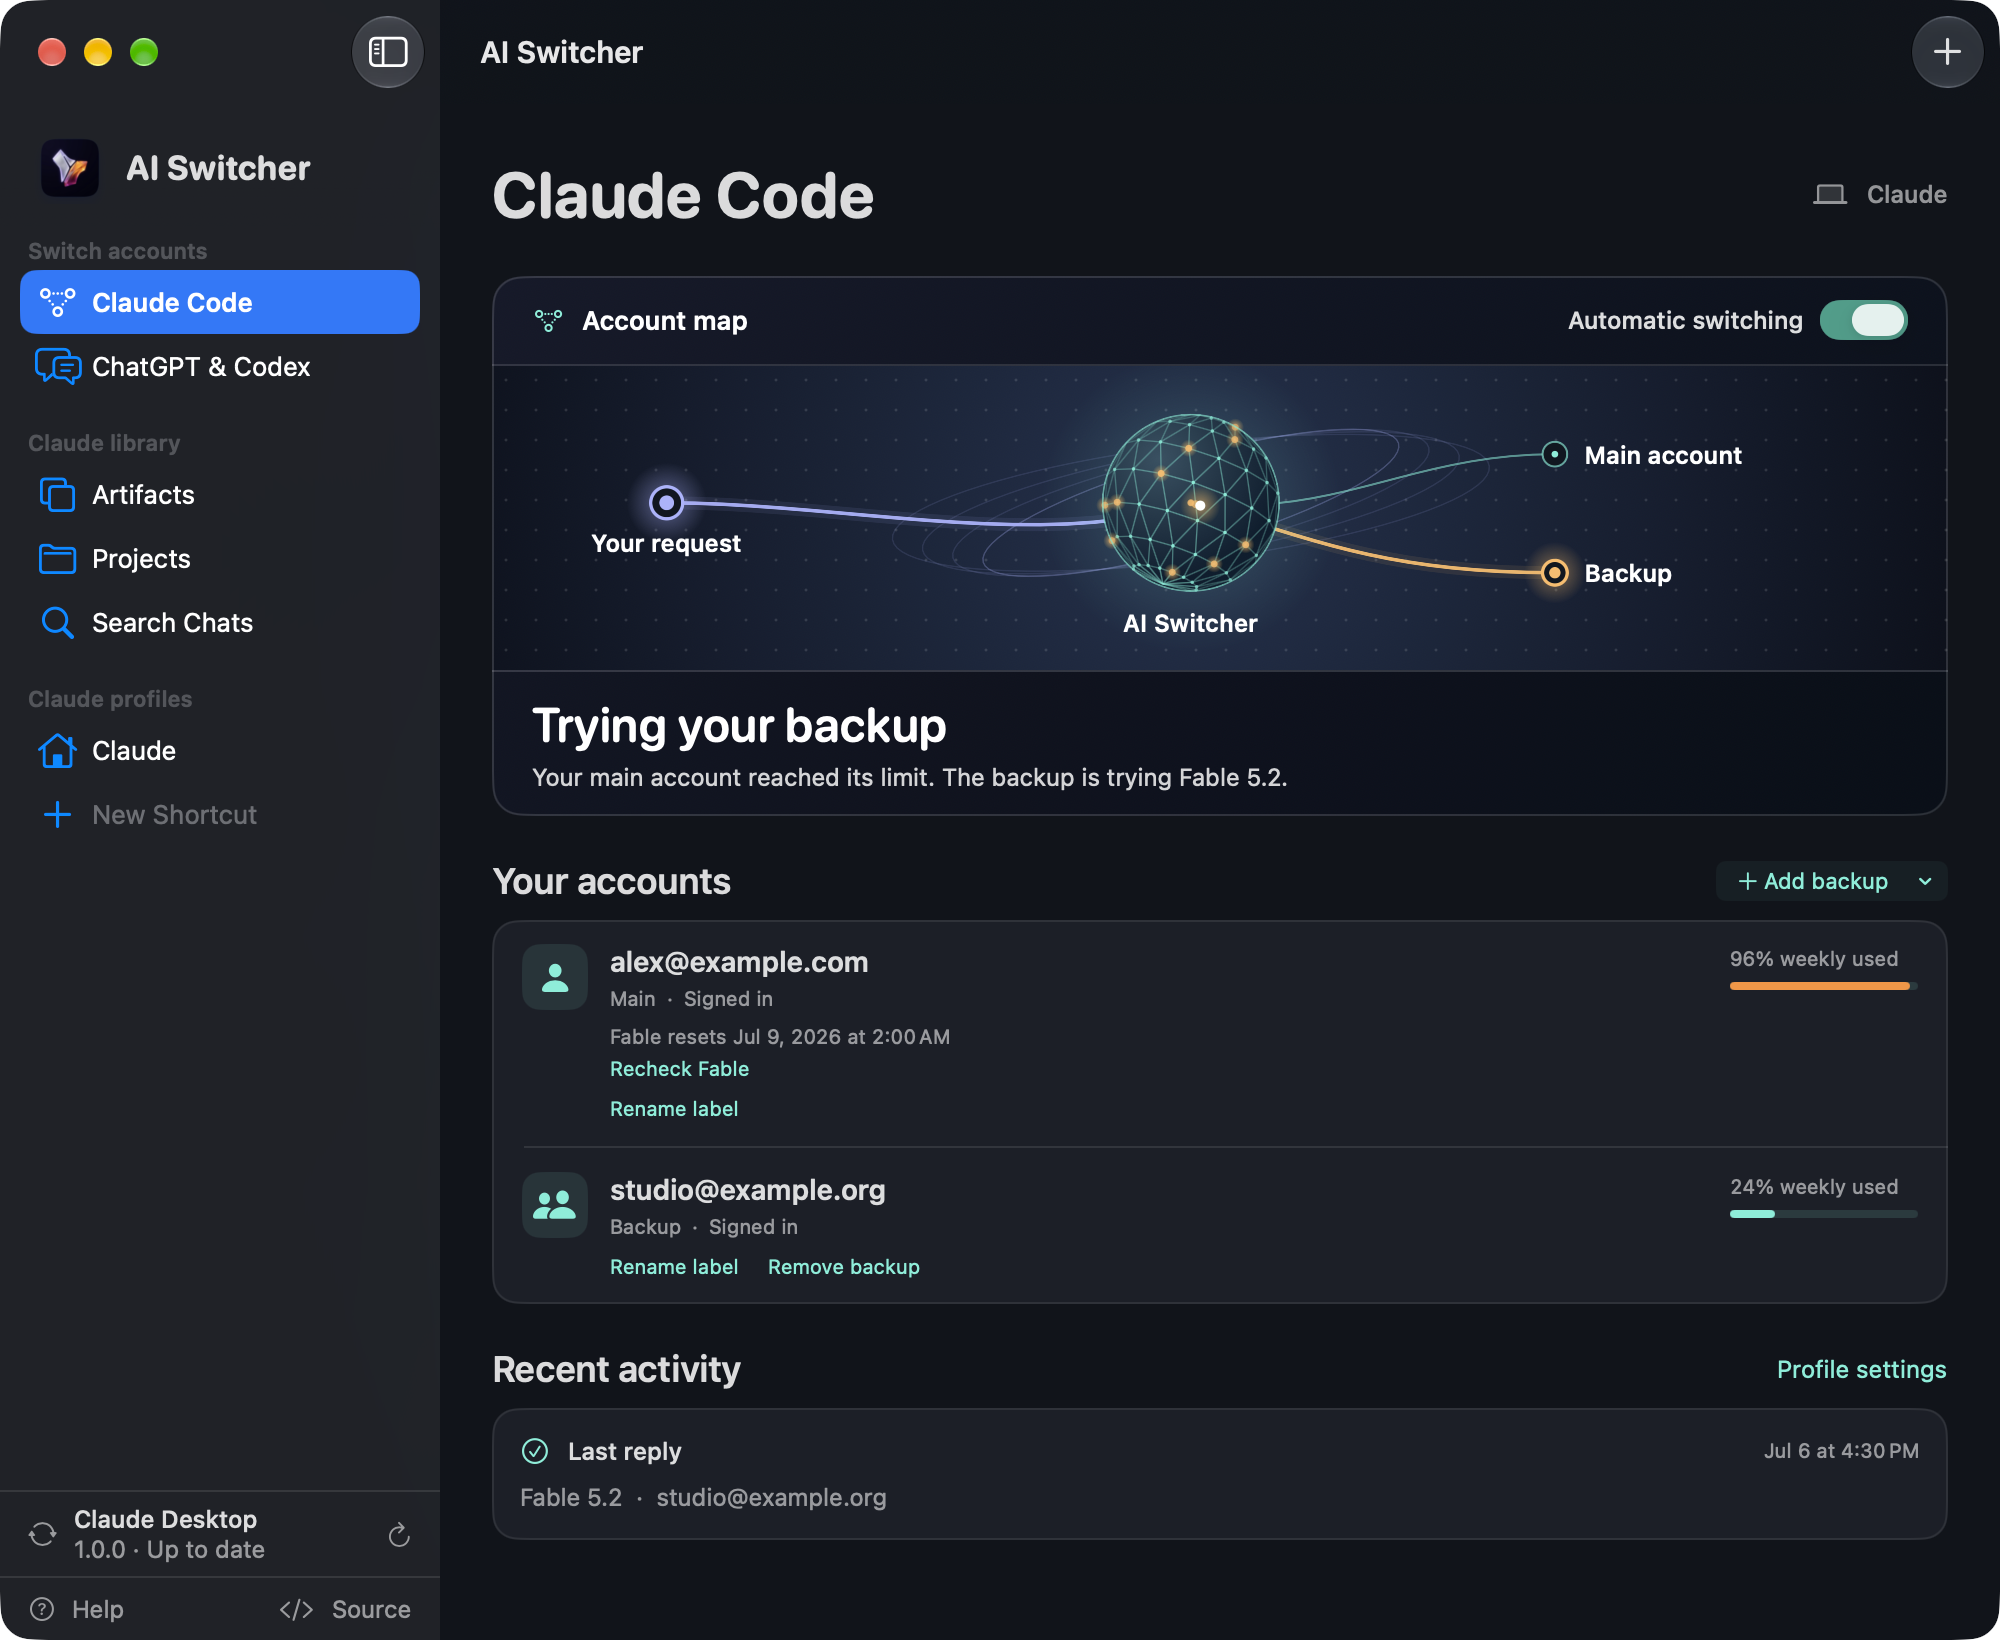 AI Switcher
AI Switcher
Switch accounts
Claude Code
ChatGPT & Codex
Claude library
Artifacts
Projects
Search Chats
Claude profiles
Claude
New Shortcut
Claude Desktop
1.0.0 · Up to date
Help
</> Source
Claude Code
Claude
Account map
Automatic switching
Your request
AI Switcher
Main account
Backup
Trying your backup
Your main account reached its limit. The backup is trying Fable 5.2.
Your accounts
+ Add backup
alex@example.com
96% weekly used
Main · Signed in
Fable resets Jul 9, 2026 at 2:00 AM
Recheck Fable
Rename label
studio@example.org
24% weekly used
Backup · Signed in
Rename label Remove backup
Recent activity
Profile settings
Last reply
Jul 6 at 4:30 PM
Fable 5.2 · studio@example.org